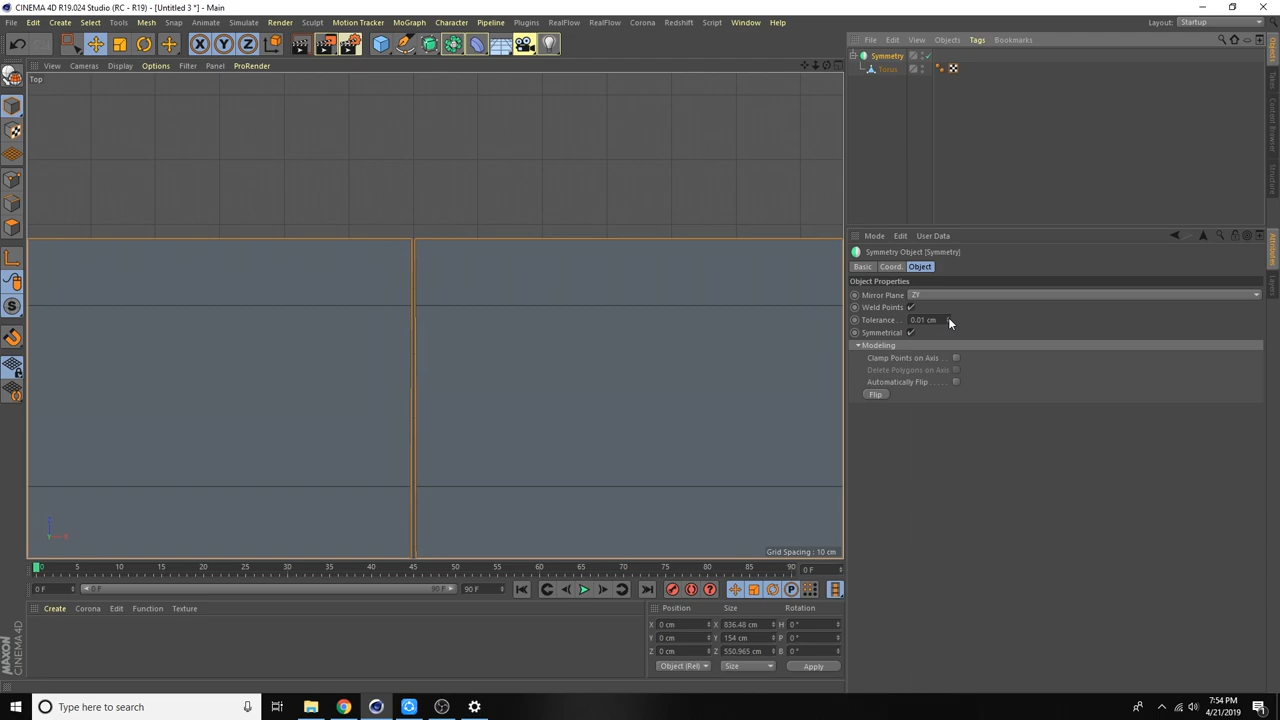 CINEMA 4D R19.024 Studio (RC - R19) - [Untitled 3 *] - Main
File Edit Create Select Tools Mesh Snap Animate Simulate Render Sculpt Motion Tracker MoGraph Character Pipeline Plugins RealFlow RealFlow Corona Redshift Script Window Help Layout: Startup
View Cameras Display Options Filter Panel ProRender
File Edit View Objects Tags Bookmarks
Top
Symmetry
Torus
Objects
Takes
Content Browser
Structure
Mode Edit User Data
Symmetry Object [Symmetry]
Basic Coord. Object
Object Properties
Mirror Plane ZY
Weld Points
Tolerance . . 0.01 cm
Symmetrical
Modeling
Clamp Points on Axis . .
Delete Polygons on Axis
Automatically Flip . . . . .
Flip
Attributes
Layers
Grid Spacing : 10 cm
0 5 10 15 20 25 30 35 40 45 50 55 60 65 70 75 80 85 90 0 F
0 F 0 F 90 F 90 F
Create Corona Edit Function Texture
Position Size Rotation
X 0 cm X 836.48 cm H 0 °
Y 0 cm Y 154 cm P 0 °
Z 0 cm Z 550.965 cm B 0 °
Object (Rel) Size Apply
MAXON CINEMA 4D
Type here to search
7:54 PM
4/21/2019